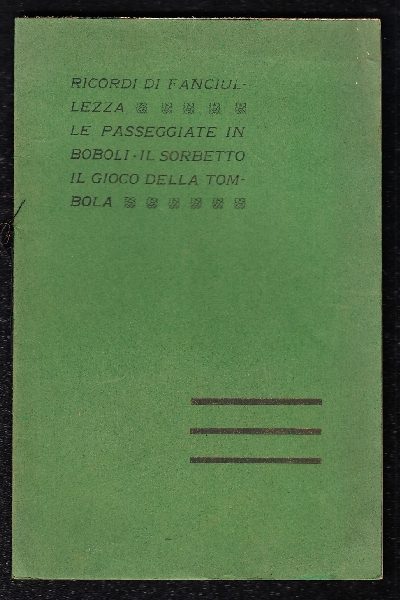 RICORDI DI FANCIUL-
LEZZA
LE PASSEGGIATE IN
BOBOLI - IL SORBETTO
IL GIOCO DELLA TOM-
BOLA